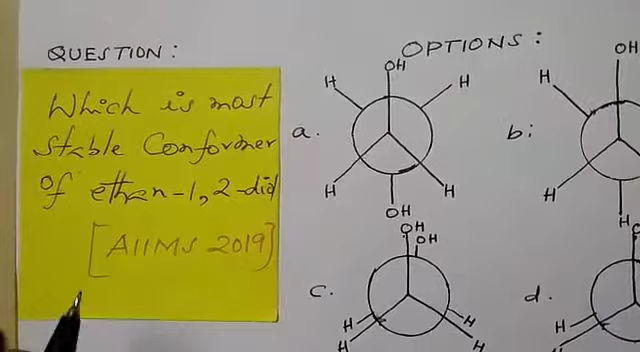 QUESTION:
Which is most
stable Conformer
of ethan-1,2-diol
[AIIMS 2019]
OPTIONS:
a.
OH
H H
H H
OH
b:
OH
H
H
H
c.
OH
OH
H H
H H
d.
H
H